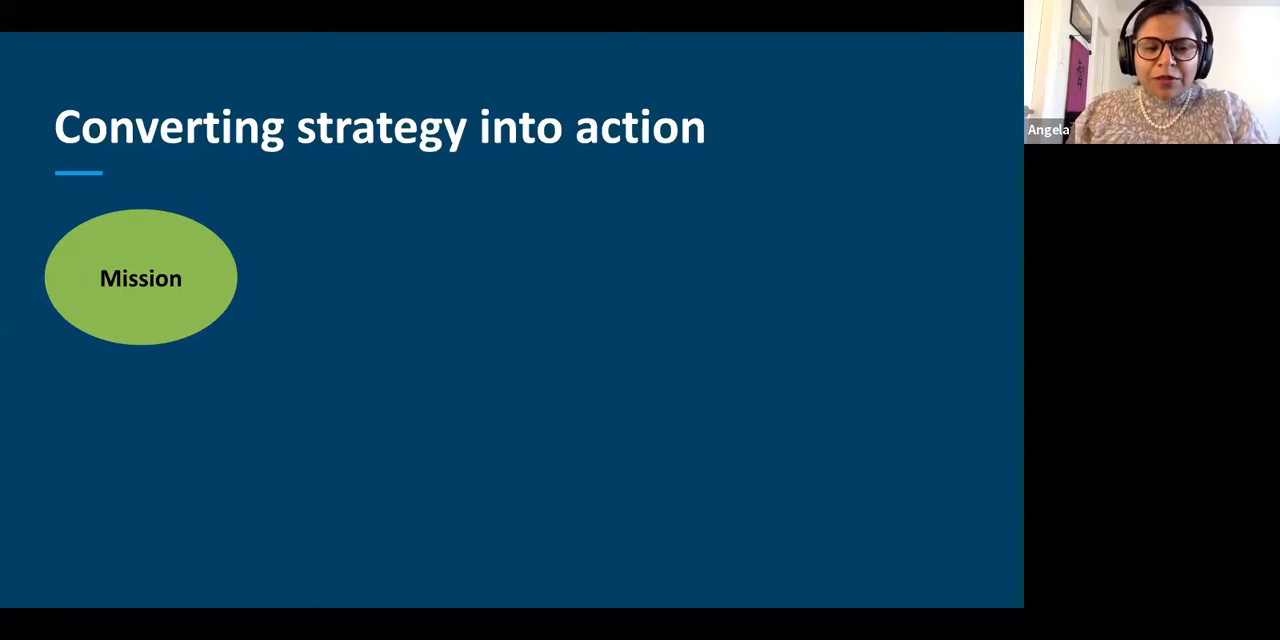 Converting strategy into action
Mission
Angela